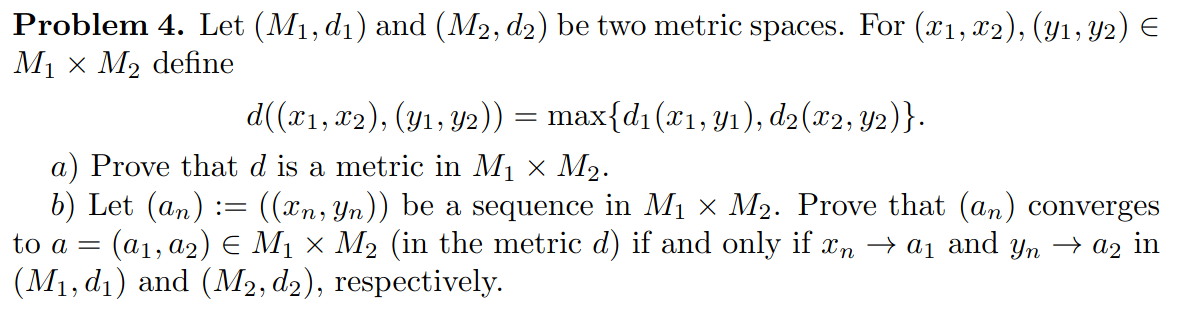 Problem 4. Let (M₁, d₁) and (M₂, d₂) be two metric spaces. For (x₁, x₂), (y₁, y₂) ∈
M₁ × M₂ define
d((x₁, x₂), (y₁, y₂)) = max{d₁(x₁, y₁), d₂(x₂, y₂)}.
a) Prove that d is a metric in M₁ × M₂.
b) Let (aₙ) := ((xₙ, yₙ)) be a sequence in M₁ × M₂. Prove that (aₙ) converges
to a = (a₁, a₂) ∈ M₁ × M₂ (in the metric d) if and only if xₙ → a₁ and yₙ → a₂ in
(M₁, d₁) and (M₂, d₂), respectively.